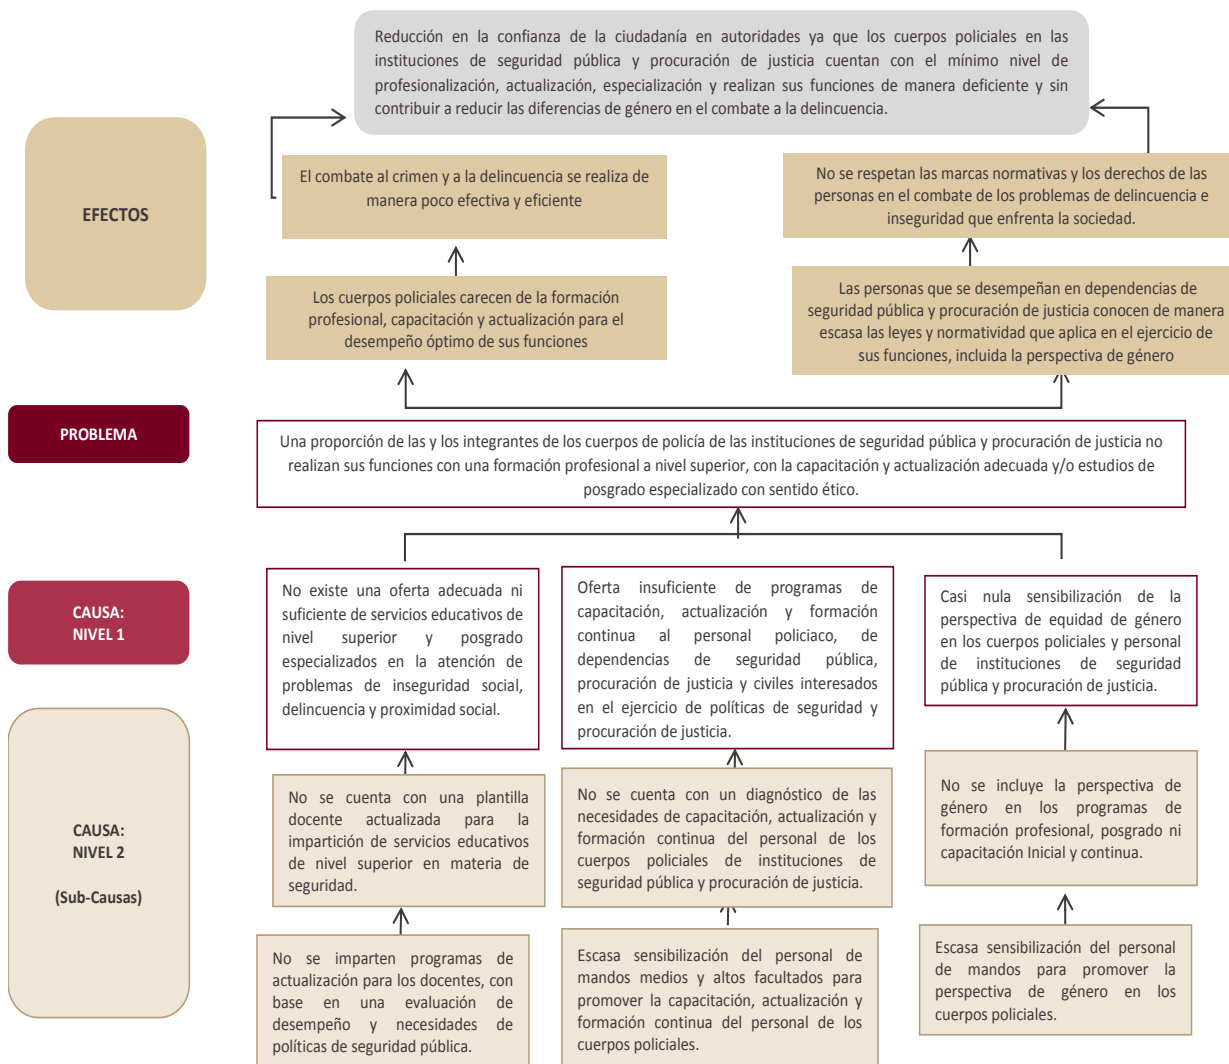 Reducción en la confianza de la ciudadanía en autoridades ya que los cuerpos policiales en las
instituciones de seguridad pública y procuración de justicia cuentan con el mínimo nivel de
profesionalización, actualización, especialización y realizan sus funciones de manera deficiente y sin
contribuir a reducir las diferencias de género en el combate a la delincuencia.
EFECTOS
El combate al crimen y a la delincuencia se realiza de
manera poco efectiva y eficiente
No se respetan las marcas normativas y los derechos de las
personas en el combate de los problemas de delincuencia e
inseguridad que enfrenta la sociedad.
Los cuerpos policiales carecen de la formación
profesional, capacitación y actualización para el
desempeño óptimo de sus funciones
Las personas que se desempeñan en dependencias de
seguridad pública y procuración de justicia conocen de manera
escasa las leyes y normatividad que aplica en el ejercicio de
sus funciones, incluida la perspectiva de género
PROBLEMA
Una proporción de las y los integrantes de los cuerpos de policía de las instituciones de seguridad pública y procuración de justicia no
realizan sus funciones con una formación profesional a nivel superior, con la capacitación y actualización adecuada y/o estudios de
posgrado especializado con sentido ético.
CAUSA:
NIVEL 1
No existe una oferta adecuada ni
suficiente de servicios educativos de
nivel superior y posgrado
especializados en la atención de
problemas de inseguridad social,
delincuencia y proximidad social.
Oferta insuficiente de programas de
capacitación, actualización y formación
continua al personal policiaco, de
dependencias de seguridad pública,
procuración de justicia y civiles interesados
en el ejercicio de políticas de seguridad y
procuración de justicia.
Casi nula sensibilización de la
perspectiva de equidad de género
en los cuerpos policiales y personal
de instituciones de seguridad
pública y procuración de justicia.
CAUSA:
NIVEL 2
(Sub-Causas)
No se cuenta con una plantilla
docente actualizada para la
impartición de servicios educativos
de nivel superior en materia de
seguridad.
No se cuenta con un diagnóstico de las
necesidades de capacitación, actualización y
formación continua del personal de los
cuerpos policiales de instituciones de
seguridad pública y procuración de justicia.
No se incluye la perspectiva de
género en los programas de
formación profesional, posgrado ni
capacitación Inicial y continua.
No se imparten programas de
actualización para los docentes, con
base en una evaluación de
desempeño y necesidades de
políticas de seguridad pública.
Escasa sensibilización del personal de
mandos medios y altos facultados para
promover la capacitación, actualización y
formación continua del personal de los
cuerpos policiales.
Escasa sensibilización del personal
de mandos para promover la
perspectiva de género en los
cuerpos policiales.